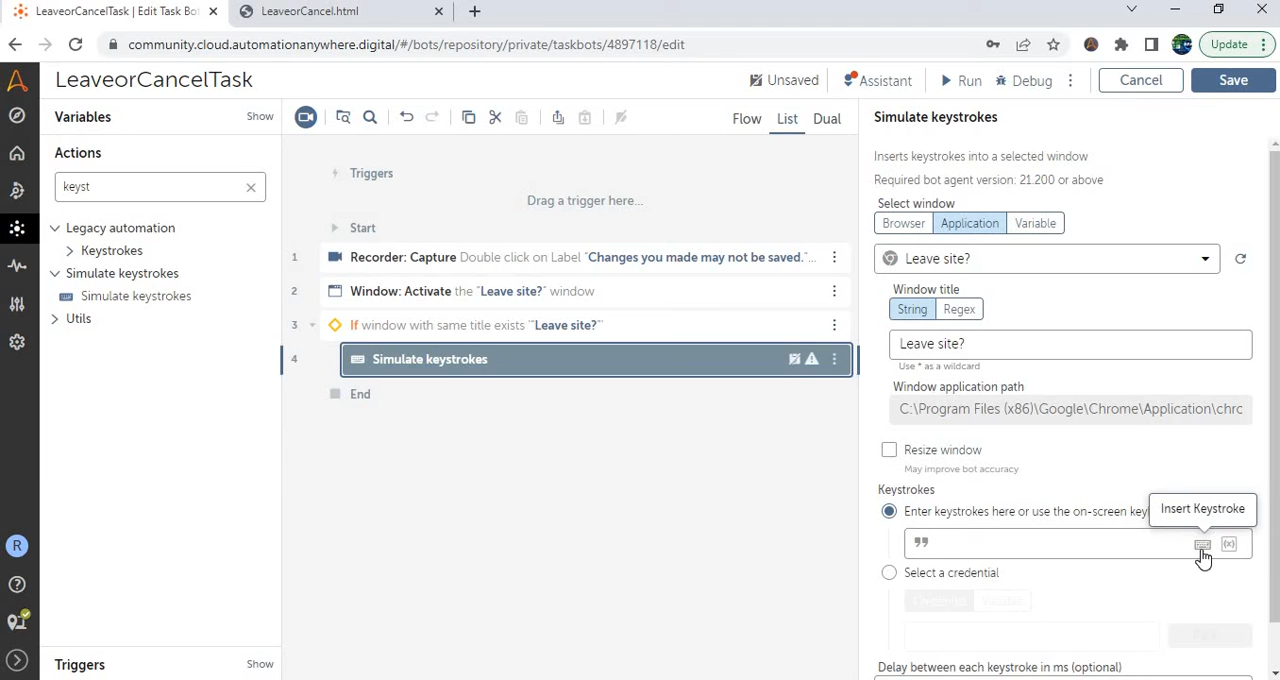 LeaveorCancelTask | Edit Task Bo
LeaveorCancel.html
community.cloud.automationanywhere.digital/#/bots/repository/private/taskbots/4897118/edit
Update
LeaveorCancelTask
Unsaved
Assistant
Run
Debug
Cancel
Save
Variables
Show
Flow
List
Dual
Simulate keystrokes
Actions
Inserts keystrokes into a selected window
Triggers
Required bot agent version: 21.200 or above
keyst
Drag a trigger here...
Select window
Browser
Application
Variable
Legacy automation
Start
Keystrokes
1
Recorder: Capture Double click on Label "Changes you made may not be saved."...
Leave site?
Simulate keystrokes
Window title
Simulate keystrokes
2
Window: Activate the "Leave site?" window
String
Regex
Utils
3
If window with same title exists '"Leave site?"'
Leave site?
4
Simulate keystrokes
Use * as a wildcard
Window application path
End
C:\Program Files (x86)\Google\Chrome\Application\chrc
Resize window
May improve bot accuracy
Keystrokes
Enter keystrokes here or use the on-screen key
Insert Keystroke
R
Select a credential
Triggers
Show
Delay between each keystroke in ms (optional)